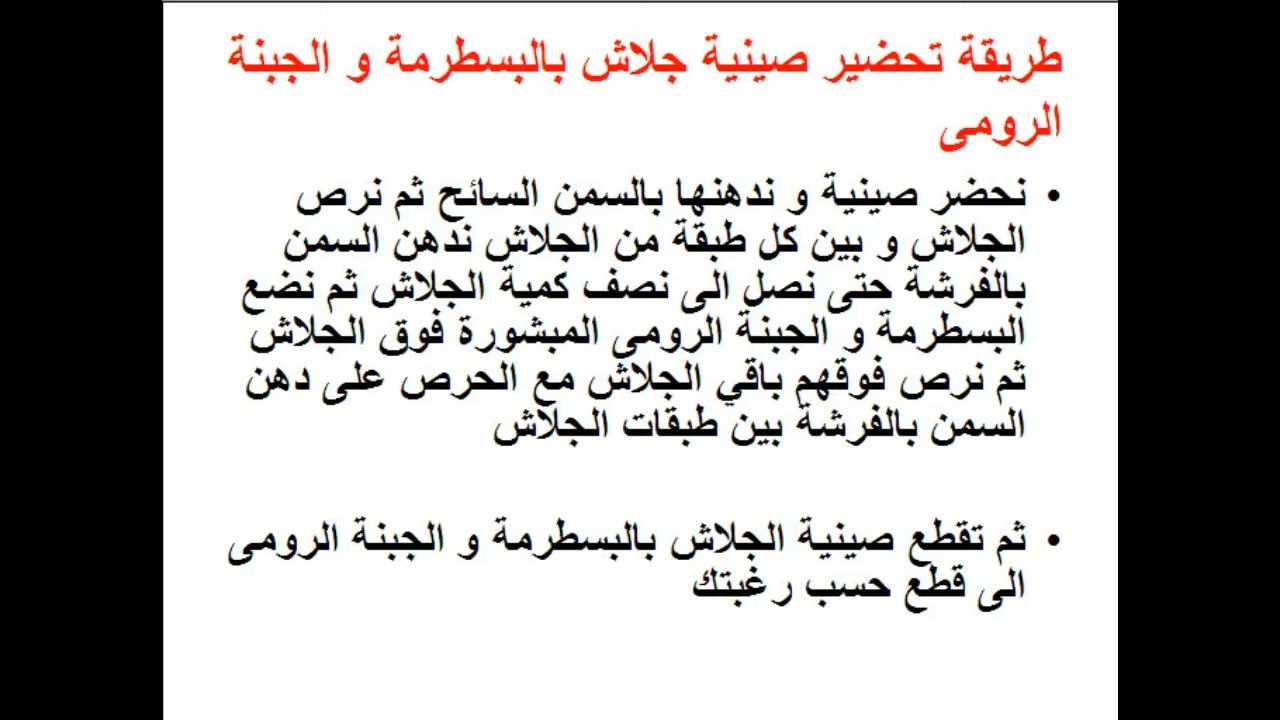 طريقة تحضير صينية جلاش بالبسطرمة و الجبنة
الرومى
• نحضر صينية و ندهنها بالسمن السائح ثم نرص
الجلاش و بين كل طبقة من الجلاش ندهن السمن
بالفرشة حتى نصل الى نصف كمية الجلاش ثم نضع
البسطرمة و الجبنة الرومى المبشورة فوق الجلاش
ثم نرص فوقهم باقي الجلاش مع الحرص على دهن
السمن بالفرشة بين طبقات الجلاش
• ثم تقطع صينية الجلاش بالبسطرمة و الجبنة الرومى
الى قطع حسب رغبتك